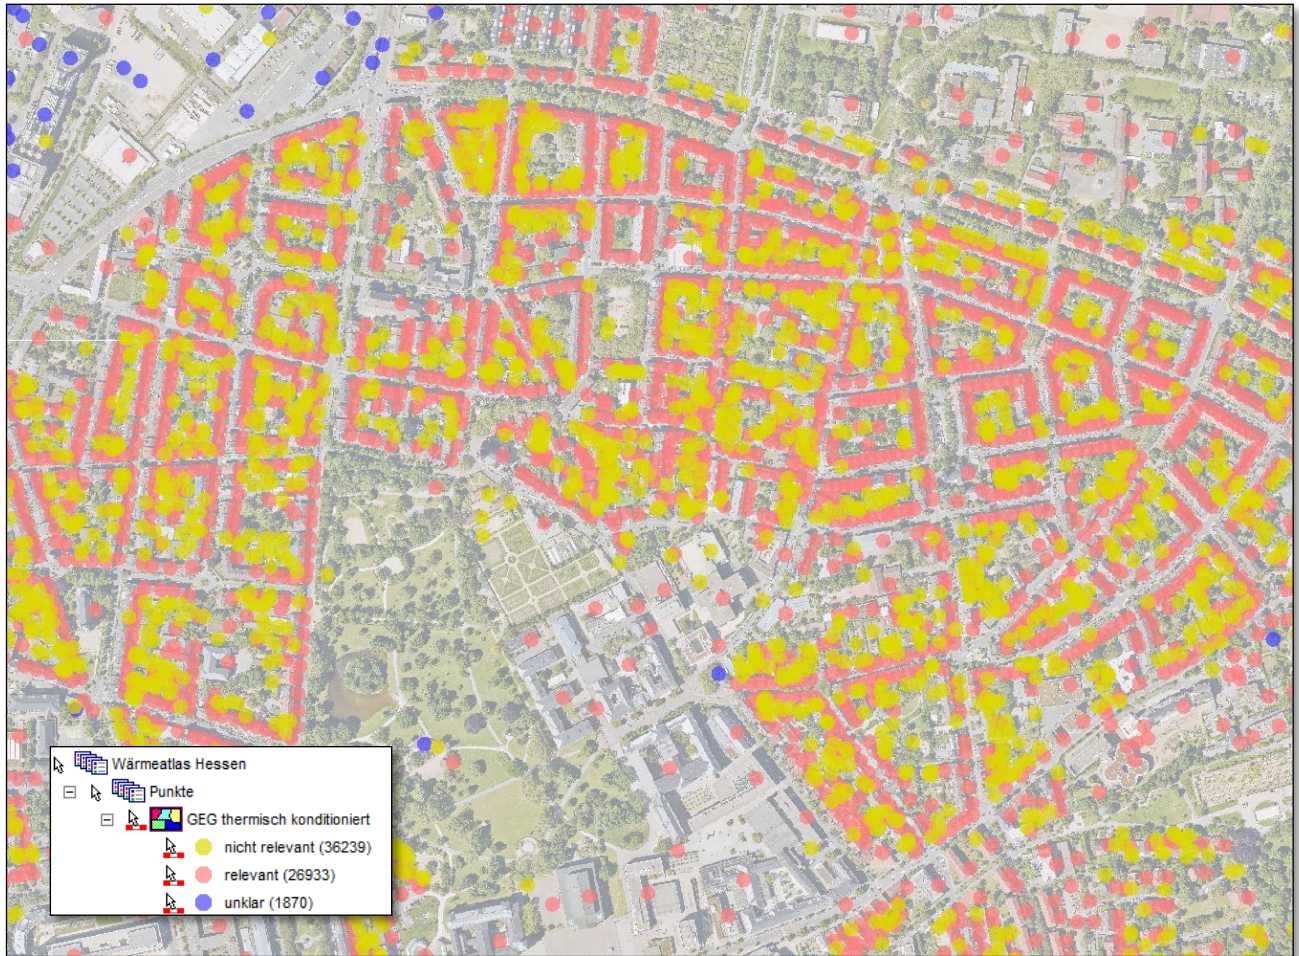 Wärmeatlas Hessen
Punkte
GEG thermisch konditioniert
nicht relevant (36239)
relevant (26933)
unklar (1870)